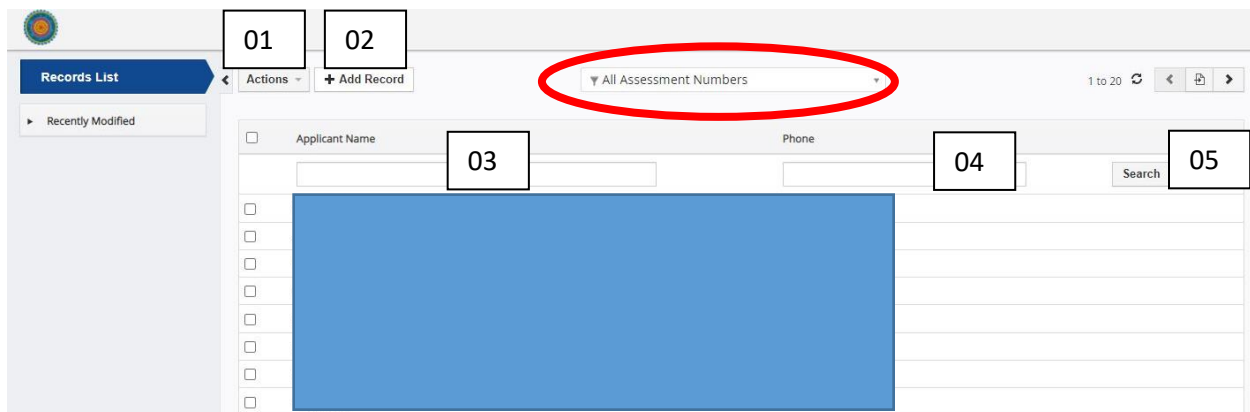 01
02
Records List
Actions
+ Add Record
All Assessment Numbers
1 to 20
Recently Modified
Applicant Name
Phone
03
04
Search
05